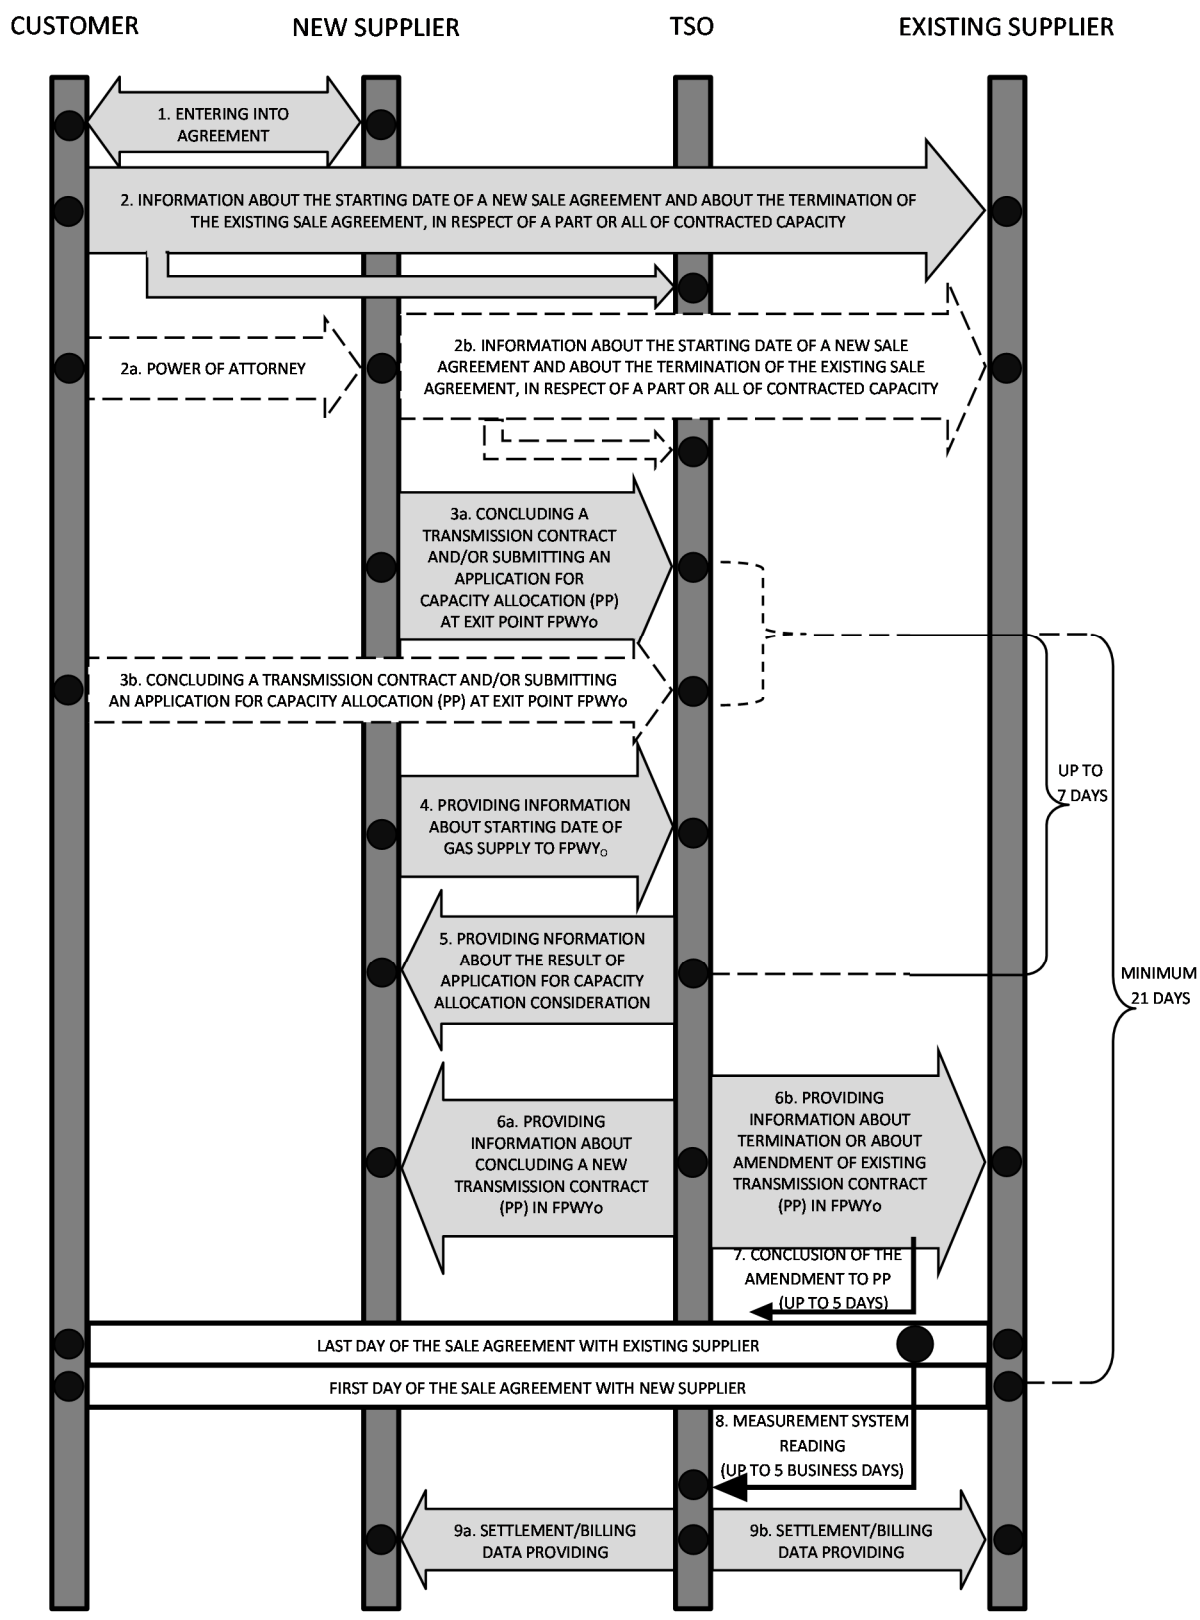 CUSTOMER
NEW SUPPLIER
TSO
EXISTING SUPPLIER
1. ENTERING INTO
AGREEMENT
2. INFORMATION ABOUT THE STARTING DATE OF A NEW SALE AGREEMENT AND ABOUT THE TERMINATION OF
THE EXISTING SALE AGREEMENT, IN RESPECT OF A PART OR ALL OF CONTRACTED CAPACITY
2a. POWER OF ATTORNEY
2b. INFORMATION ABOUT THE STARTING DATE OF A NEW SALE
AGREEMENT AND ABOUT THE TERMINATION OF THE EXISTING SALE
AGREEMENT, IN RESPECT OF A PART OR ALL OF CONTRACTED CAPACITY
3a. CONCLUDING A
TRANSMISSION CONTRACT
AND/OR SUBMITTING AN
APPLICATION FOR
CAPACITY ALLOCATION (PP)
AT EXIT POINT FPWYo
3b. CONCLUDING A TRANSMISSION CONTRACT AND/OR SUBMITTING
AN APPLICATION FOR CAPACITY ALLOCATION (PP) AT EXIT POINT FPWYo
UP TO
7 DAYS
4. PROVIDING INFORMATION
ABOUT STARTING DATE OF
GAS SUPPLY TO FPWYO
5. PROVIDING NFORMATION
ABOUT THE RESULT OF
APPLICATION FOR CAPACITY
ALLOCATION CONSIDERATION
MINIMUM
21 DAYS
6a. PROVIDING
INFORMATION ABOUT
CONCLUDING A NEW
TRANSMISSION CONTRACT
(PP) IN FPWYo
6b. PROVIDING
INFORMATION ABOUT
TERMINATION OR ABOUT
AMENDMENT OF EXISTING
TRANSMISSION CONTRACT
(PP) IN FPWYo
7. CONCLUSION OF THE
AMENDMENT TO PP
(UP TO 5 DAYS)
LAST DAY OF THE SALE AGREEMENT WITH EXISTING SUPPLIER
FIRST DAY OF THE SALE AGREEMENT WITH NEW SUPPLIER
8. MEASUREMENT SYSTEM
READING
(UP TO 5 BUSINESS DAYS)
9a. SETTLEMENT/BILLING
DATA PROVIDING
9b. SETTLEMENT/BILLING
DATA PROVIDING